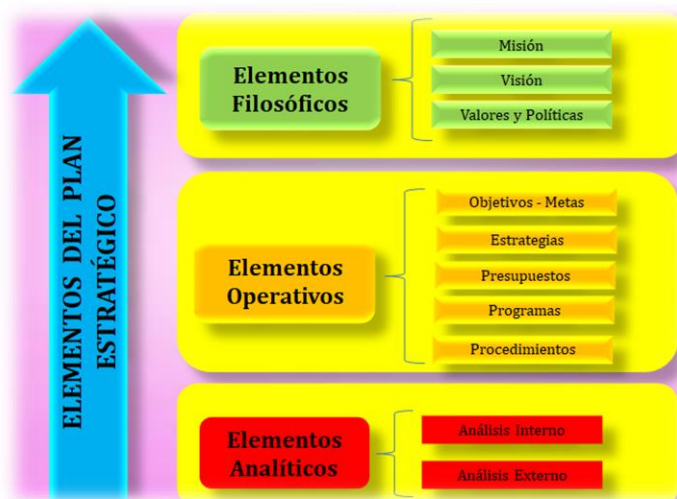 ELEMENTOS DEL PLAN
ESTRATÉGICO
Elementos
Filosóficos
Misión
Visión
Valores y Políticas
Elementos
Operativos
Objetivos - Metas
Estrategias
Presupuestos
Programas
Procedimientos
Elementos
Analíticos
Análisis Interno
Análisis Externo